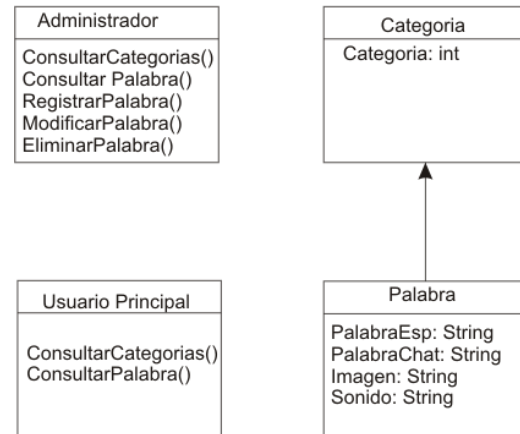 Administrador
ConsultarCategorias()
Consultar Palabra()
RegistrarPalabra()
ModificarPalabra()
EliminarPalabra()
Categoria
Categoria: int
Usuario Principal
ConsultarCategorias()
ConsultarPalabra()
Palabra
PalabraEsp: String
PalabraChat: String
Imagen: String
Sonido: String